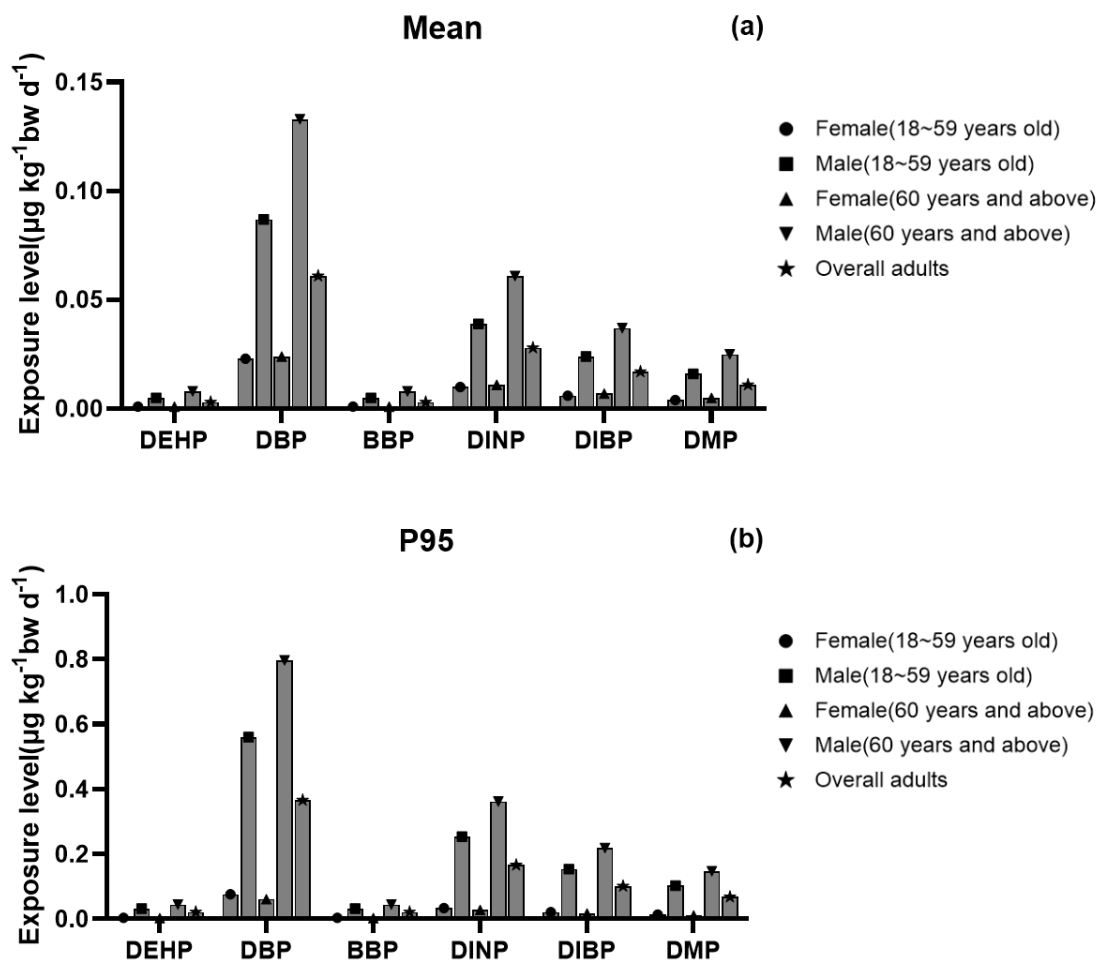 Mean
(a)
Exposure level(µg kg⁻¹bw d⁻¹)
0.15
0.10
0.05
0.00
DEHP DBP BBP DINP DIBP DMP
Female(18~59 years old)
Male(18~59 years old)
Female(60 years and above)
Male(60 years and above)
Overall adults
P95
(b)
Exposure level(µg kg⁻¹bw d⁻¹)
1.0
0.8
0.6
0.4
0.2
0.0
DEHP DBP BBP DINP DIBP DMP
Female(18~59 years old)
Male(18~59 years old)
Female(60 years and above)
Male(60 years and above)
Overall adults